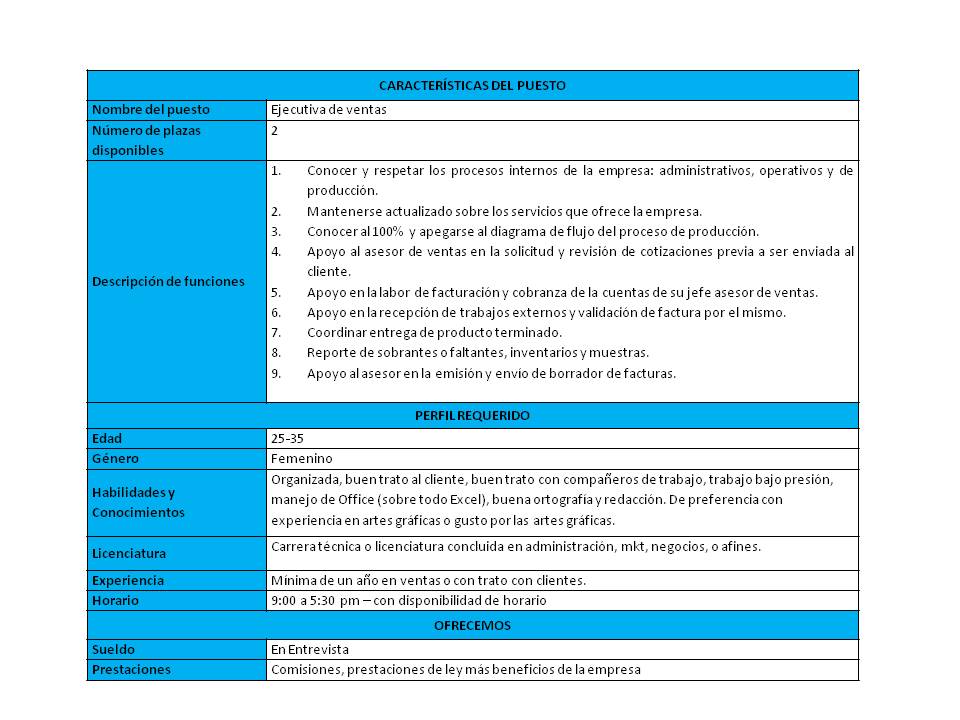 CARACTERÍSTICAS DEL PUESTO
Nombre del puesto Ejecutiva de ventas
Número de plazas 2
disponibles
Descripción de funciones
1. Conocer y respetar los procesos internos de la empresa: administrativos, operativos y de
producción.
2. Mantenerse actualizado sobre los servicios que ofrece la empresa.
3. Conocer al 100% y apegarse al diagrama de flujo del proceso de producción.
4. Apoyo al asesor de ventas en la solicitud y revisión de cotizaciones previa a ser enviada al
cliente.
5. Apoyo en la labor de facturación y cobranza de la cuentas de su jefe asesor de ventas.
6. Apoyo en la recepción de trabajos externos y validación de factura por el mismo.
7. Coordinar entrega de producto terminado.
8. Reporte de sobrantes o faltantes, inventarios y muestras.
9. Apoyo al asesor en la emisión y envío de borrador de facturas.
PERFIL REQUERIDO
Edad 25-35
Género Femenino
Habilidades y
Conocimientos
Organizada, buen trato al cliente, buen trato con compañeros de trabajo, trabajo bajo presión,
manejo de Office (sobre todo Excel), buena ortografía y redacción. De preferencia con
experiencia en artes gráficas o gusto por las artes gráficas.
Licenciatura Carrera técnica o licenciatura concluida en administración, mkt, negocios, o afines.
Experiencia Mínima de un año en ventas o con trato con clientes.
Horario 9:00 a 5:30 pm – con disponibilidad de horario
OFRECEMOS
Sueldo En Entrevista
Prestaciones Comisiones, prestaciones de ley más beneficios de la empresa